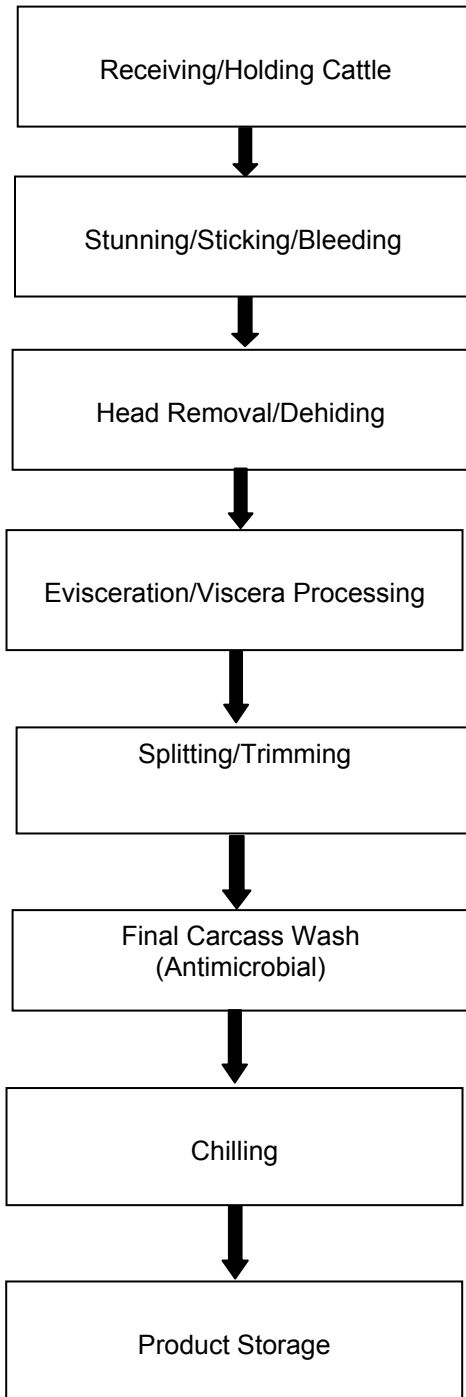 Receiving/Holding Cattle
Stunning/Sticking/Bleeding
Head Removal/Dehiding
Evisceration/Viscera Processing
Splitting/Trimming
Final Carcass Wash
(Antimicrobial)
Chilling
Product Storage